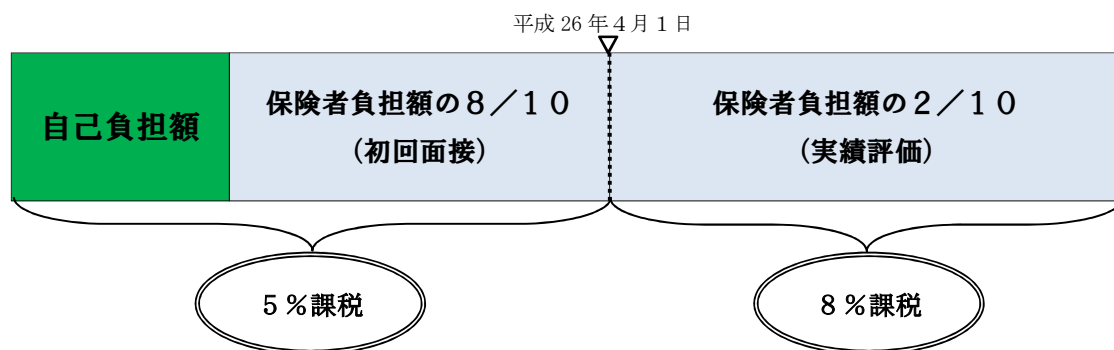 平成 26 年４月１日
自己負担額
保険者負担額の８／１０
（初回面接）
保険者負担額の２／１０
（実績評価）
５％課税
８％課税